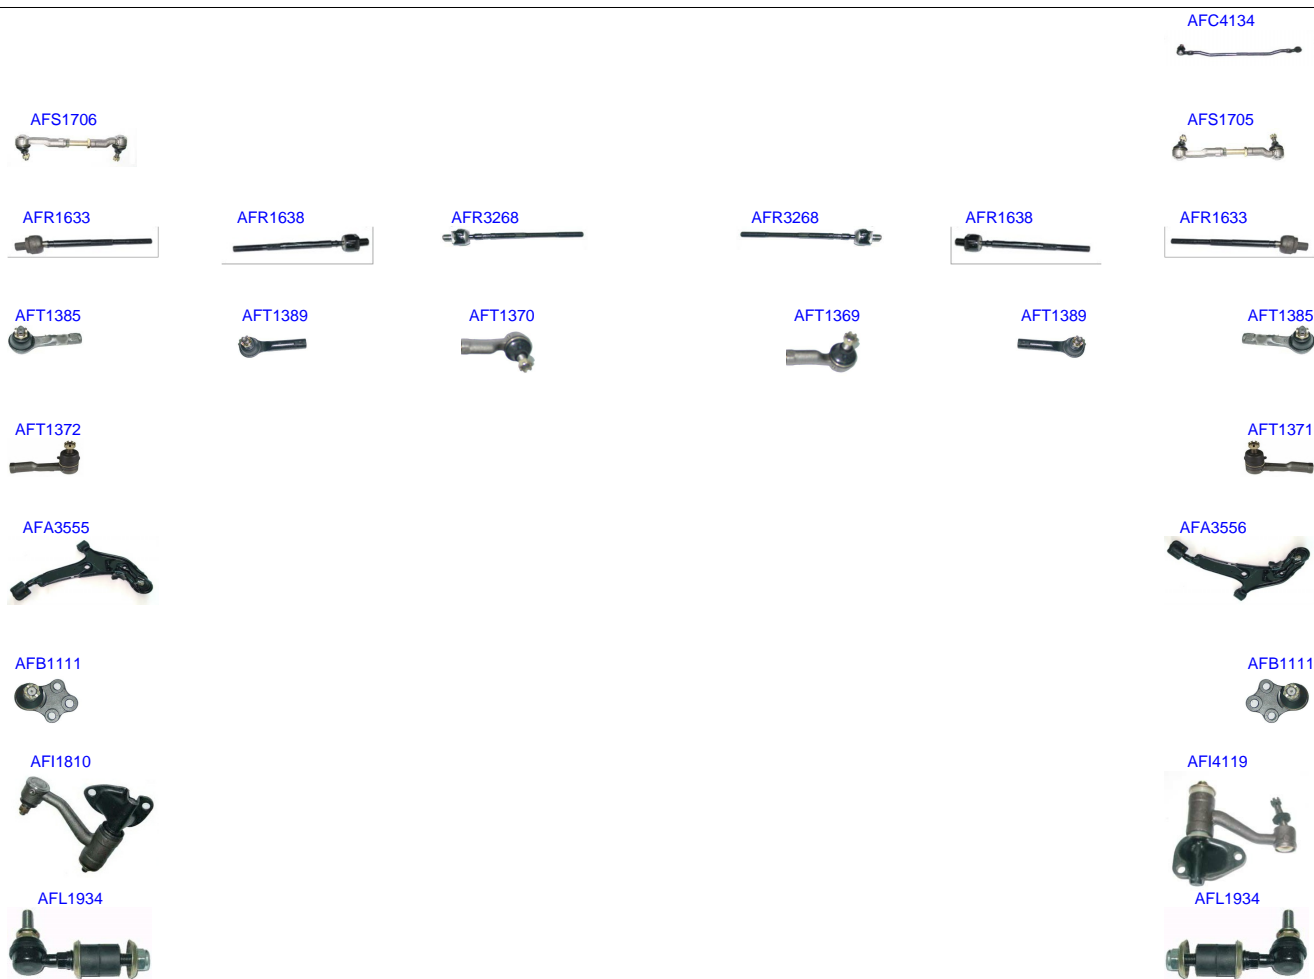 AFC4134
AFS1706 AFS1705
AFR1633 AFR1638 AFR3268 AFR3268 AFR1638 AFR1633
AFT1385 AFT1389 AFT1370 AFT1369 AFT1389 AFT1385
AFT1372 AFT1371
AFA3555 AFA3556
AFB1111 AFB1111
AFI1810 AFI4119
AFL1934 AFL1934